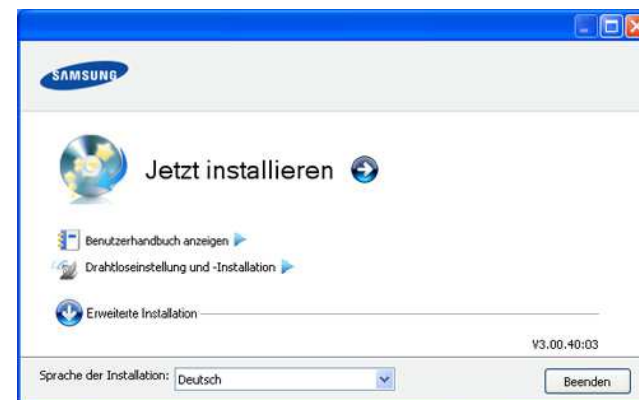 SAMSUNG
Jetzt installieren
Benutzerhandbuch anzeigen
Drahtloseinstellung und -Installation
Erweiterte Installation
V3.00.40:03
Sprache der Installation: Deutsch
Beenden